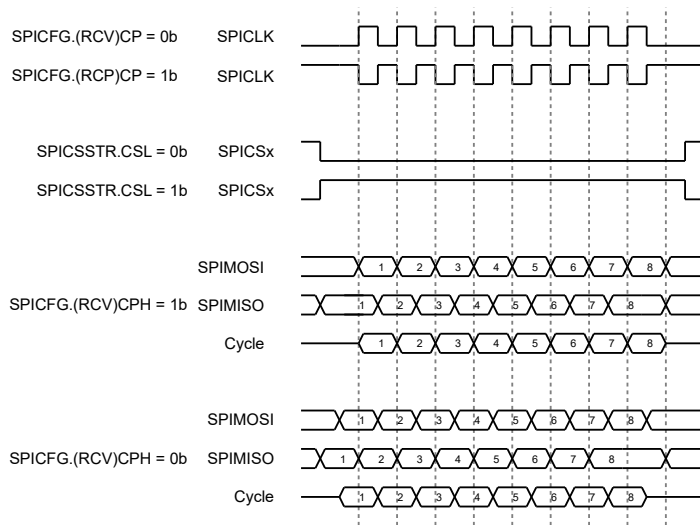 SPICFG.(RCV)CP = 0b SPICLK
SPICFG.(RCP)CP = 1b SPICLK
SPICSSTR.CSL = 0b SPICSx
SPICSSTR.CSL = 1b SPICSx
SPIMOSI 1 2 3 4 5 6 7 8
SPICFG.(RCV)CPH = 1b SPIMISO 1 2 3 4 5 6 7 8
Cycle 1 2 3 4 5 6 7 8
SPIMOSI 1 2 3 4 5 6 7 8
SPICFG.(RCV)CPH = 0b SPIMISO 1 2 3 4 5 6 7 8
Cycle 1 2 3 4 5 6 7 8